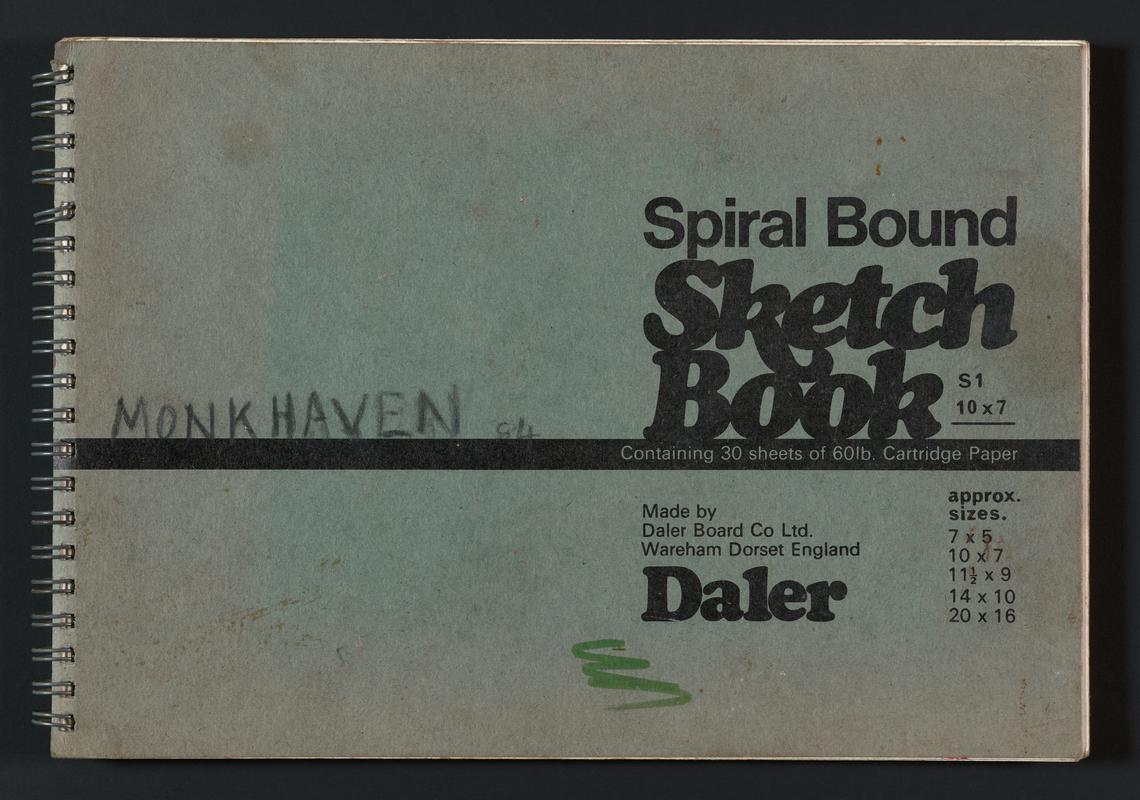 Spiral Bound
Sketch
Book
S1
10 x 7
MONKHAVEN 84
Containing 30 sheets of 60lb. Cartridge Paper
Made by
Daler Board Co Ltd.
Wareham Dorset England
Daler
approx.
sizes.
7 x 5
10 x 7
11½ x 9
14 x 10
20 x 16